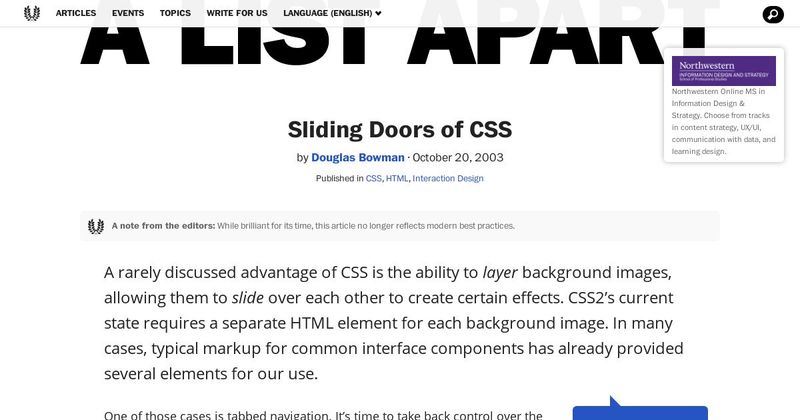 ARTICLES EVENTS TOPICS WRITE FOR US LANGUAGE (ENGLISH)
A LIST APART
Northwestern
INFORMATION DESIGN AND STRATEGY
School of Professional Studies
Northwestern Online MS in
Information Design &
Strategy. Choose from tracks
in content strategy, UX/UI,
communication with data, and
learning design.
Sliding Doors of CSS
by Douglas Bowman · October 20, 2003
Published in CSS, HTML, Interaction Design
A note from the editors: While brilliant for its time, this article no longer reflects modern best practices.
A rarely discussed advantage of CSS is the ability to layer background images,
allowing them to slide over each other to create certain effects. CSS2’s current
state requires a separate HTML element for each background image. In many
cases, typical markup for common interface components has already provided
several elements for our use.
One of those cases is tabbed navigation. It’s time to take back control over the